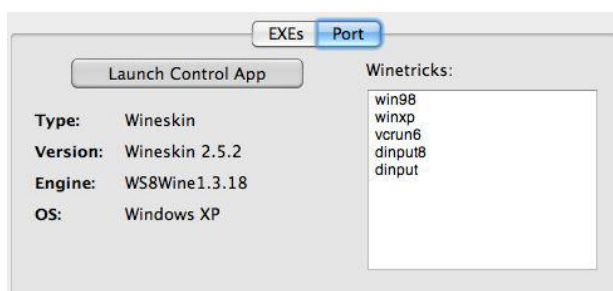 EXEs Port
Launch Control App
Winetricks:
Type: Wineskin
Version: Wineskin 2.5.2
Engine: WS8Wine1.3.18
OS: Windows XP
win98
winxp
vcrun6
dinput8
dinput